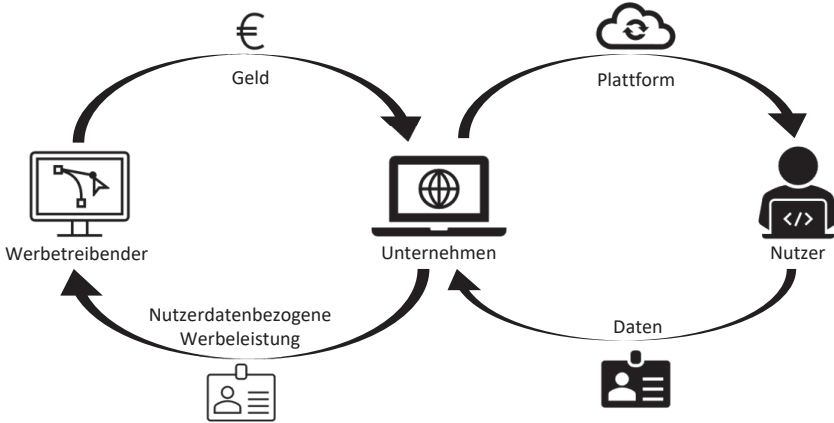 €
Geld
Plattform
</>
Werbetreibender
Unternehmen
Nutzer
Nutzerdatenbezogene
Werbeleistung
Daten